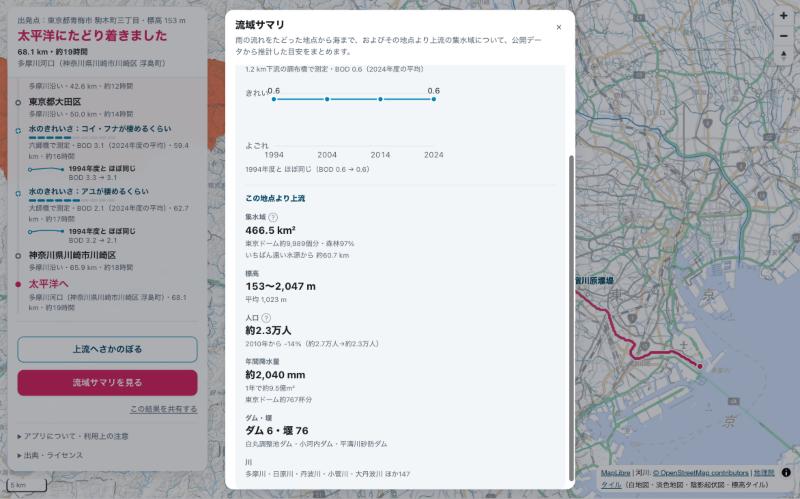 出発点：東京都青梅市 駒木町三丁目・標高 153 m
太平洋にたどり着きました
68.1 km・約19時間
多摩川河口（神奈川県川崎市川崎区 浮島町）
多摩川沿い・42.6 km・約12時間
東京都大田区
多摩川沿い・50.0 km・約14時間
水のきれいさ：コイ・フナが棲めるくらい
六郷橋で測定・BOD 3.1（2024年度の平均）・59.4
km・約16時間
1994年度と ほぼ同じ
BOD 3.3 → 3.1
水のきれいさ：アユが棲めるくらい
大師橋で測定・BOD 2.1（2024年度の平均）・62.7
km・約17時間
1994年度と ほぼ同じ
BOD 3.2 → 2.1
神奈川県川崎市川崎区
多摩川沿い・65.9 km・約18時間
太平洋へ
多摩川河口（神奈川県川崎市川崎区 浮島町）・68.1
km・約19時間
上流へさかのぼる
流域サマリを見る
この結果を共有する
▶ アプリについて・利用上の注意
▶ 出典・ライセンス
5 km
流域サマリ
×
雨の流れをたどった地点から海まで、およびその地点より上流の集水域について、公開デー
タから推計した目安をまとめます。
1.2 km下流の調布橋で測定・BOD 0.6（2024年度の平均）
きれい
0.6
0.6
よごれ
1994
2004
2014
2024
1994年度と ほぼ同じ（BOD 0.6 → 0.6）
この地点より上流
集水域 ?
466.5 km²
東京ドーム約9,989個分・森林97%
いちばん遠い水源から 約60.7 km
標高
153〜2,047 m
平均 1,023 m
人口 ?
約2.3万人
2010年から -14%（約2.7万人→約2.3万人）
年間降水量
約2,040 mm
1年で約9.5億m³
東京ドーム約767杯分
ダム・堰
ダム 6・堰 76
白丸調整池ダム・小河内ダム・平溝川砂防ダム
川
多摩川・日原川・丹波川・小菅川・大丹波川 ほか147
東
京
京
MapLibre | 河川: © OpenStreetMap contributors | 地理院
タイル（白地図・淡色地図・陰影起伏図・標高タイル）